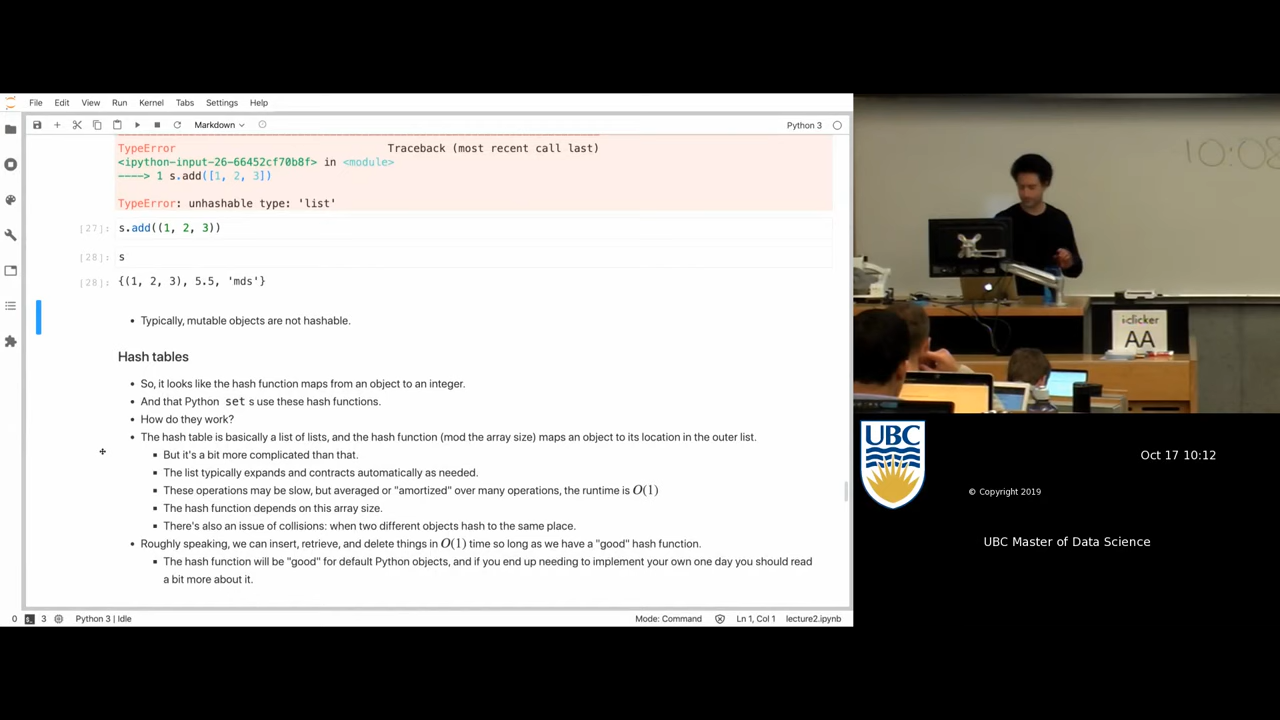 File Edit View Run Kernel Tabs Settings Help
Markdown
Python 3
TypeError Traceback (most recent call last)
<ipython-input-26-66452cf70b8f> in <module>
----> 1 s.add([1, 2, 3])
TypeError: unhashable type: 'list'
[27]: s.add((1, 2, 3))
[28]: s
[28]: {(1, 2, 3), 5.5, 'mds'}
• Typically, mutable objects are not hashable.
Hash tables
• So, it looks like the hash function maps from an object to an integer.
• And that Python set s use these hash functions.
• How do they work?
• The hash table is basically a list of lists, and the hash function (mod the array size) maps an object to its location in the outer list.
▪ But it's a bit more complicated than that.
▪ The list typically expands and contracts automatically as needed.
▪ These operations may be slow, but averaged or "amortized" over many operations, the runtime is O(1)
▪ The hash function depends on this array size.
▪ There's also an issue of collisions: when two different objects hash to the same place.
• Roughly speaking, we can insert, retrieve, and delete things in O(1) time so long as we have a "good" hash function.
▪ The hash function will be "good" for default Python objects, and if you end up needing to implement your own one day you should read
a bit more about it.
0 3 Python 3 | Idle Mode: Command Ln 1, Col 1 lecture2.ipynb
10:08
iclicker
AA
UBC
Oct 17 10:12
© Copyright 2019
UBC Master of Data Science